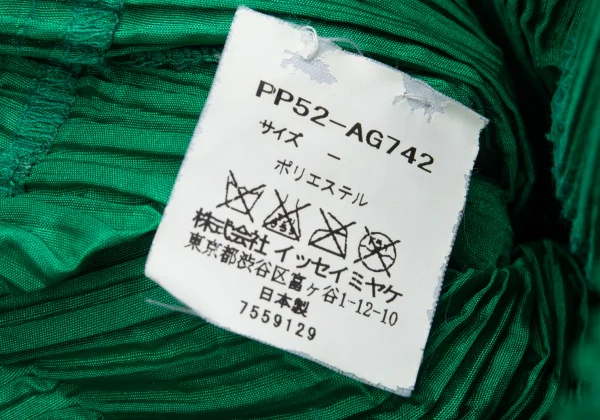 PP52-AG742
サイズ －
ポリエステル
株式会社 イッセイミヤケ
東京都渋谷区富ヶ谷1-12-10
日本製
7559129